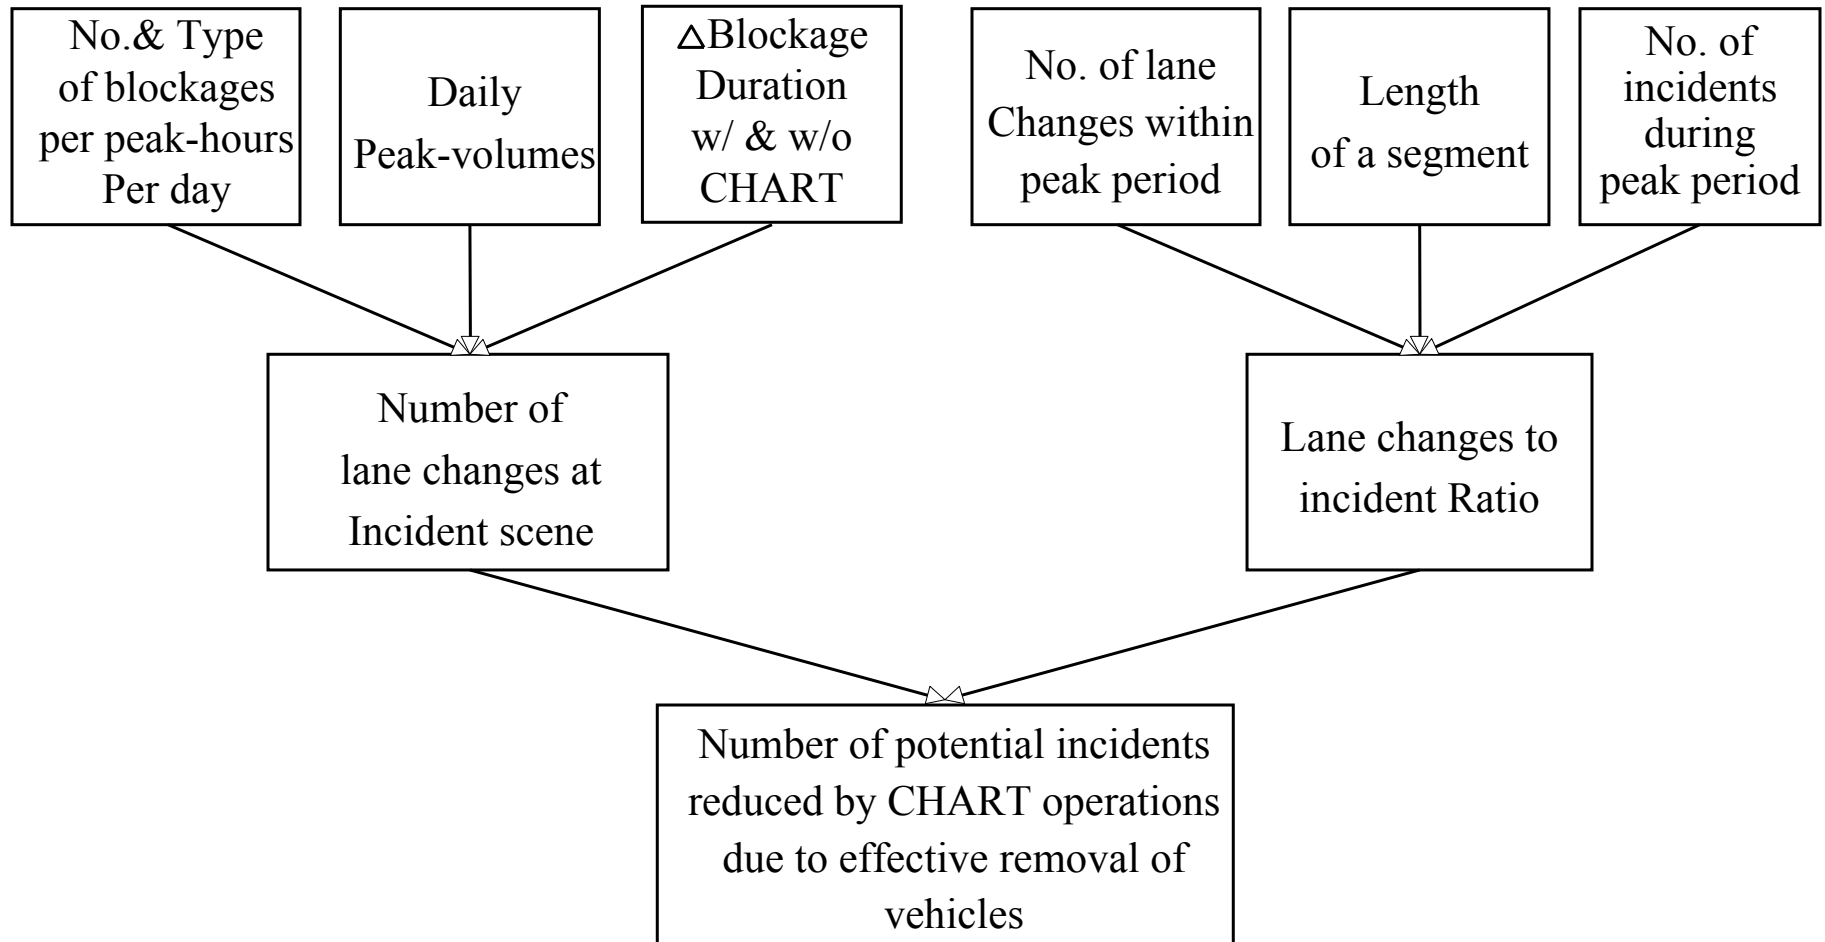 No.& Type
of blockages
per peak-hours
Per day
Daily
Peak-volumes
△Blockage
Duration
w/ & w/o
CHART
No. of lane
Changes within
peak period
Length
of a segment
No. of
incidents
during
peak period
Number of
lane changes at
Incident scene
Lane changes to
incident Ratio
Number of potential incidents
reduced by CHART operations
due to effective removal of
vehicles